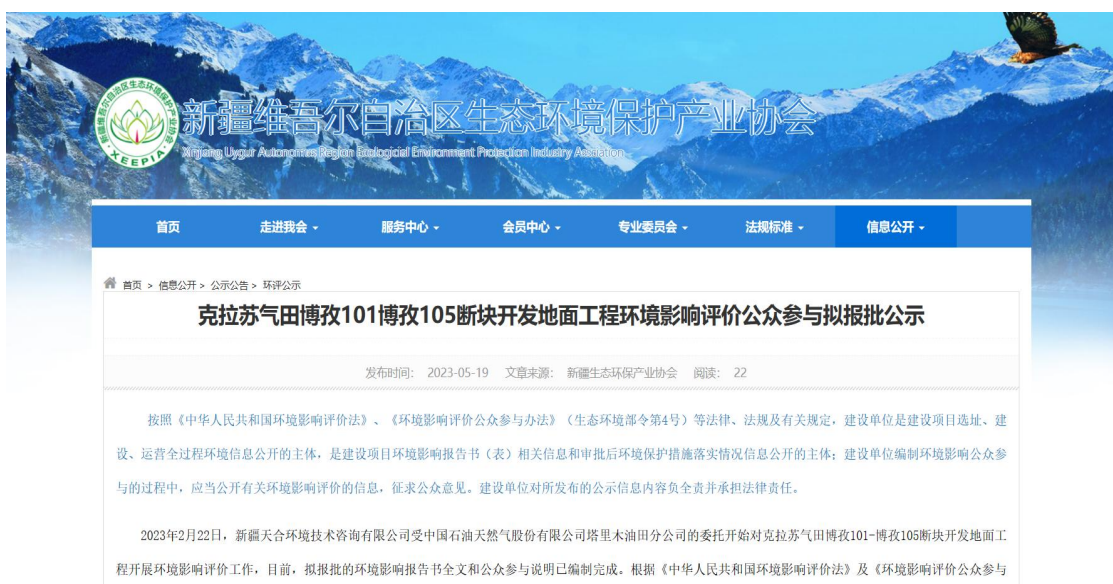 新疆维吾尔自治区生态环境保护产业协会
XEEPIA
新疆维吾尔自治区生态环境保护产业协会
Xinjiang Uygur Autonomous Region Ecological Environment Protection Industry
首页 走进我会 服务中心 会员中心 专业委员会 法规标准 信息公开
首页 > 信息公开 > 公示公告 > 环评公示
克拉苏气田博孜101博孜105断块开发地面工程环境影响评价公众参与拟报批公示
发布时间: 2023-05-19 文章来源: 新疆生态环保产业协会 阅读: 22
按照《中华人民共和国环境影响评价法》、《环境影响评价公众参与办法》（生态环境部令第4号）等法律、法规及有关规定，建设单位是建设项目选址、建
设、运营全过程环境信息公开的主体，是建设项目环境影响报告书（表）相关信息和审批后环境保护措施落实情况信息公开的主体；建设单位编制环境影响公众参
与的过程中，应当公开有关环境影响评价的信息，征求公众意见。建设单位对所发布的公示信息内容负全责并承担法律责任。
2023年2月22日，新疆天合环境技术咨询有限公司受中国石油天然气股份有限公司塔里木油田分公司的委托开始对克拉苏气田博孜101-博孜105断块开发地面工
程开展环境影响评价工作，目前，拟报批的环境影响报告书全文和公众参与说明已编制完成。根据《中华人民共和国环境影响评价法》及《环境影响评价公众参与